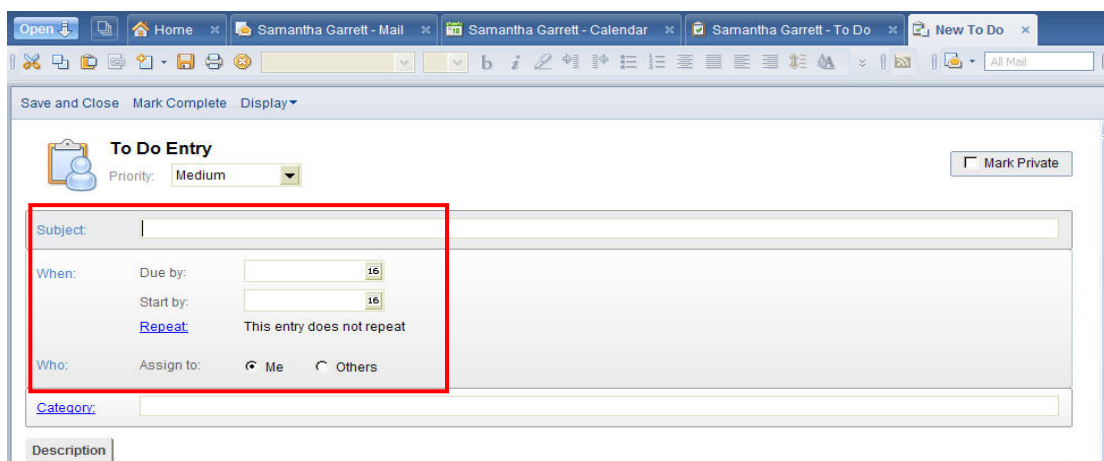 Open Home Samantha Garrett - Mail Samantha Garrett - Calendar Samantha Garrett - To Do New To Do
b i All Mail
Save and Close Mark Complete Display
To Do Entry
Priority: Medium
Mark Private
Subject:
When: Due by: 16
Start by: 16
Repeat: This entry does not repeat
Who: Assign to: Me Others
Category:
Description